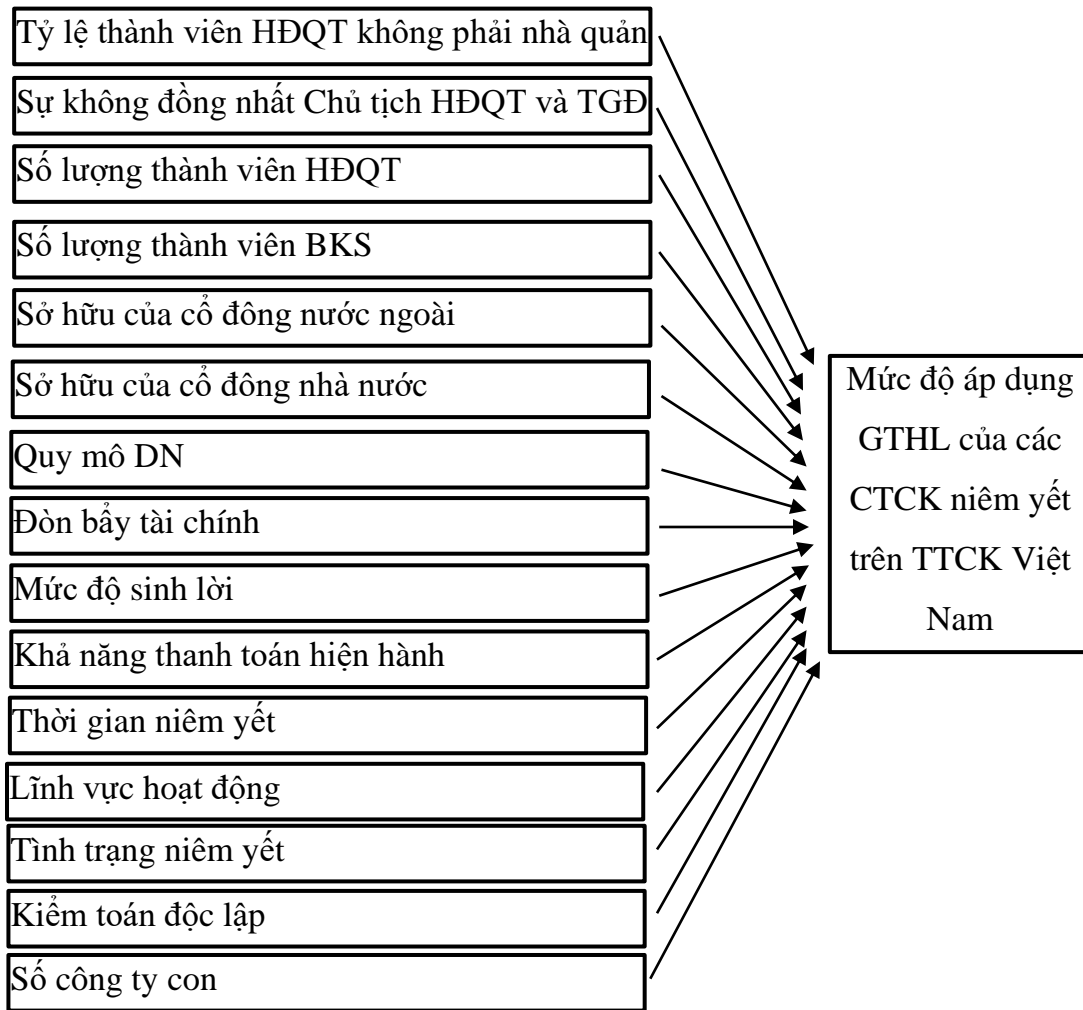 Tỷ lệ thành viên HĐQT không phải nhà quản
Sự không đồng nhất Chủ tịch HĐQT và TGĐ
Số lượng thành viên HĐQT
Số lượng thành viên BKS
Sở hữu của cổ đông nước ngoài
Sở hữu của cổ đông nhà nước
Quy mô DN
Đòn bẩy tài chính
Mức độ sinh lời
Khả năng thanh toán hiện hành
Thời gian niêm yết
Lĩnh vực hoạt động
Tình trạng niêm yết
Kiểm toán độc lập
Số công ty con
Mức độ áp dụng
GTHL của các
CTCK niêm yết
trên TTCK Việt
Nam